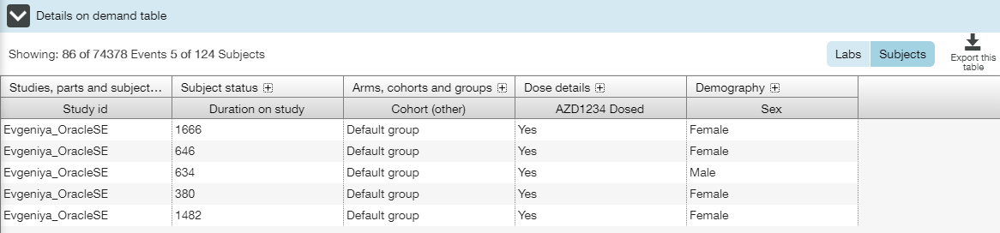 Details on demand table
Showing: 86 of 74378 Events 5 of 124 Subjects
Labs Subjects
Export this table
Studies, parts and subject... Subject status Arms, cohorts and groups Dose details Demography
Study id Duration on study Cohort (other) AZD1234 Dosed Sex
Evgeniya_OracleSE 1666 Default group Yes Female
Evgeniya_OracleSE 646 Default group Yes Female
Evgeniya_OracleSE 634 Default group Yes Male
Evgeniya_OracleSE 380 Default group Yes Female
Evgeniya_OracleSE 1482 Default group Yes Female